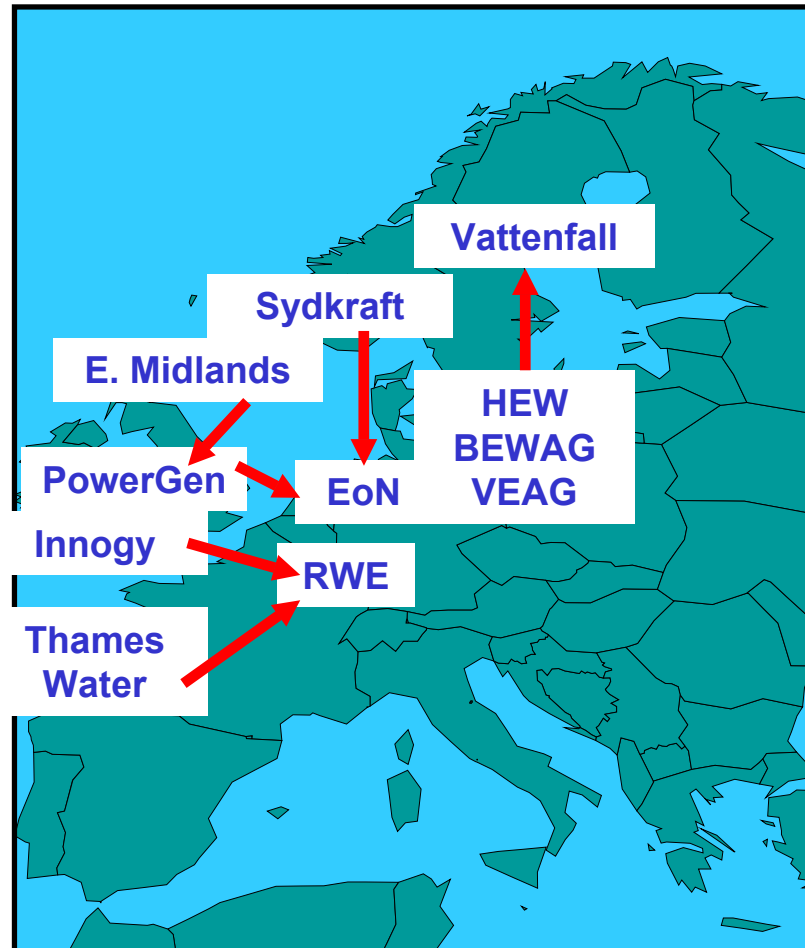 Vattenfall
Sydkraft
E. Midlands
HEW
BEWAG
VEAG
PowerGen
EoN
Innogy
RWE
Thames
Water